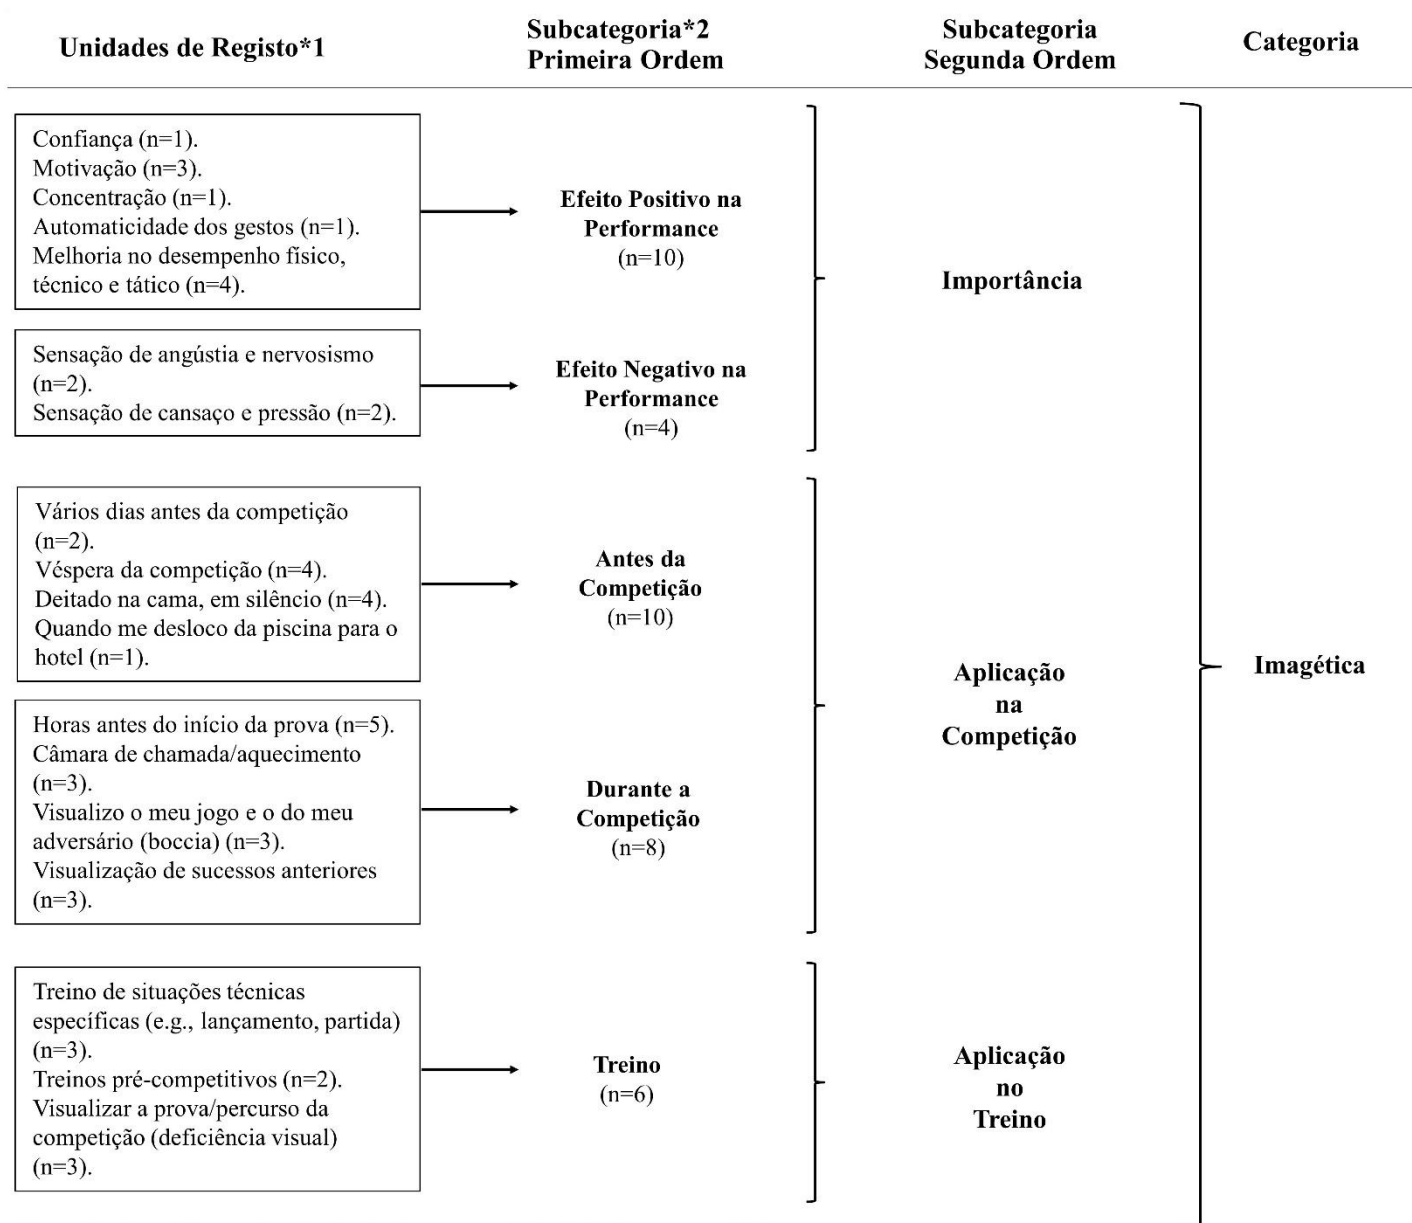 Unidades de Registo*1
Subcategoria*2
Primeira Ordem
Subcategoria
Segunda Ordem
Categoria
Confiança (n=1).
Motivação (n=3).
Concentração (n=1).
Automaticidade dos gestos (n=1).
Melhoria no desempenho físico,
técnico e tático (n=4).
Efeito Positivo na
Performance
(n=10)
Sensação de angústia e nervosismo
(n=2).
Sensação de cansaço e pressão (n=2).
Efeito Negativo na
Performance
(n=4)
Importância
Vários dias antes da competição
(n=2).
Véspera da competição (n=4).
Deitado na cama, em silêncio (n=4).
Quando me desloco da piscina para o
hotel (n=1).
Antes da
Competição
(n=10)
Horas antes do início da prova (n=5).
Câmara de chamada/aquecimento
(n=3).
Visualizo o meu jogo e o do meu
adversário (boccia) (n=3).
Visualização de sucessos anteriores
(n=3).
Durante a
Competição
(n=8)
Aplicação
na
Competição
Treino de situações técnicas
específicas (e.g., lançamento, partida)
(n=3).
Treinos pré-competitivos (n=2).
Visualizar a prova/percurso da
competição (deficiência visual)
(n=3).
Treino
(n=6)
Aplicação
no
Treino
Imagética